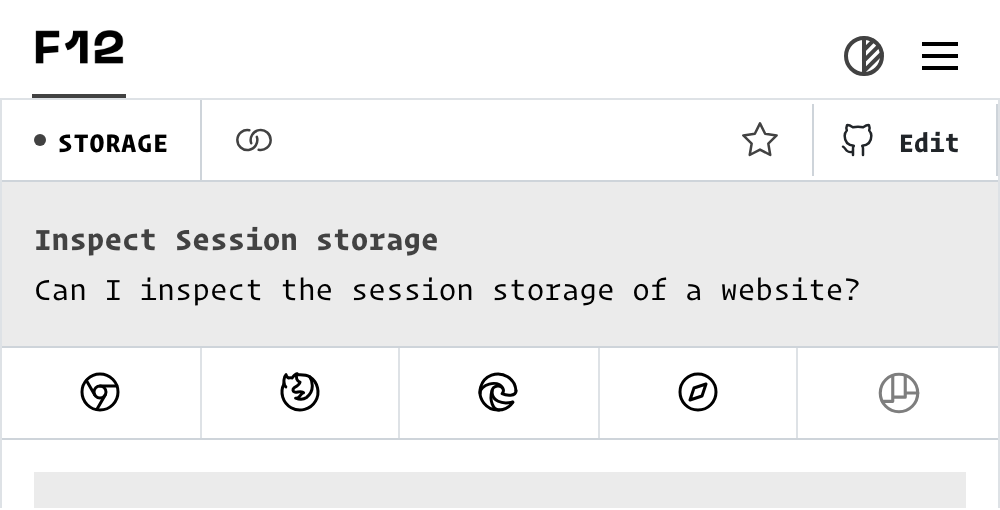 F12
STORAGE
Edit
Inspect Session storage
Can I inspect the session storage of a website?